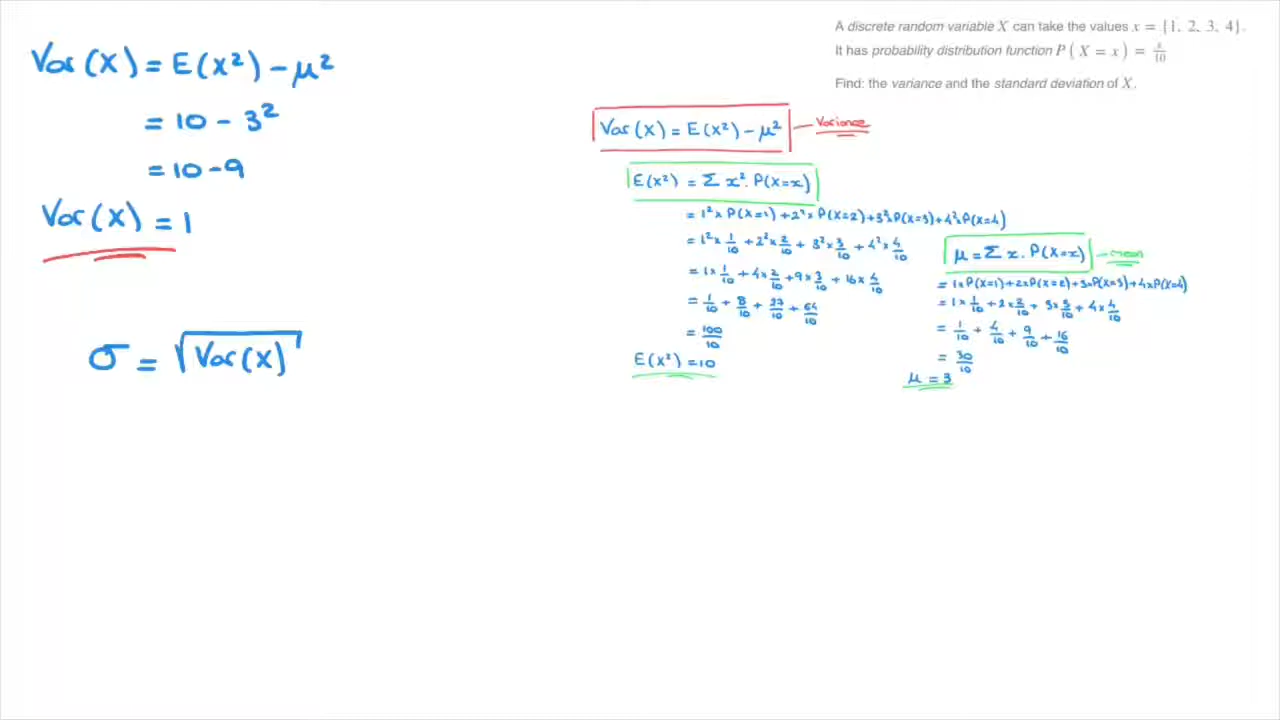 A discrete random variable X can take the values x = {1, 2, 3, 4}.
It has probability distribution function P ( X = x ) = x/10
Find: the variance and the standard deviation of X.
Var(X) = E(X²) - μ²
= 10 - 3²
= 10 - 9
Var(X) = 1
σ = √Var(X)
Var(X) = E(X²) - μ² — Variance
E(X²) = Σ x². P(X=x)
= 1² × P(X=1) + 2² × P(X=2) + 3² × P(X=3) + 4² × P(X=4)
= 1² × 1/10 + 2² × 2/10 + 3² × 3/10 + 4² × 4/10
= 1 × 1/10 + 4 × 2/10 + 9 × 3/10 + 16 × 4/10
= 1/10 + 8/10 + 27/10 + 64/10
= 100/10
E(X²) = 10
μ = Σ x. P(X=x) — mean
= 1 × P(X=1) + 2 × P(X=2) + 3 × P(X=3) + 4 × P(X=4)
= 1 × 1/10 + 2 × 2/10 + 3 × 3/10 + 4 × 4/10
= 1/10 + 4/10 + 9/10 + 16/10
= 30/10
μ = 3